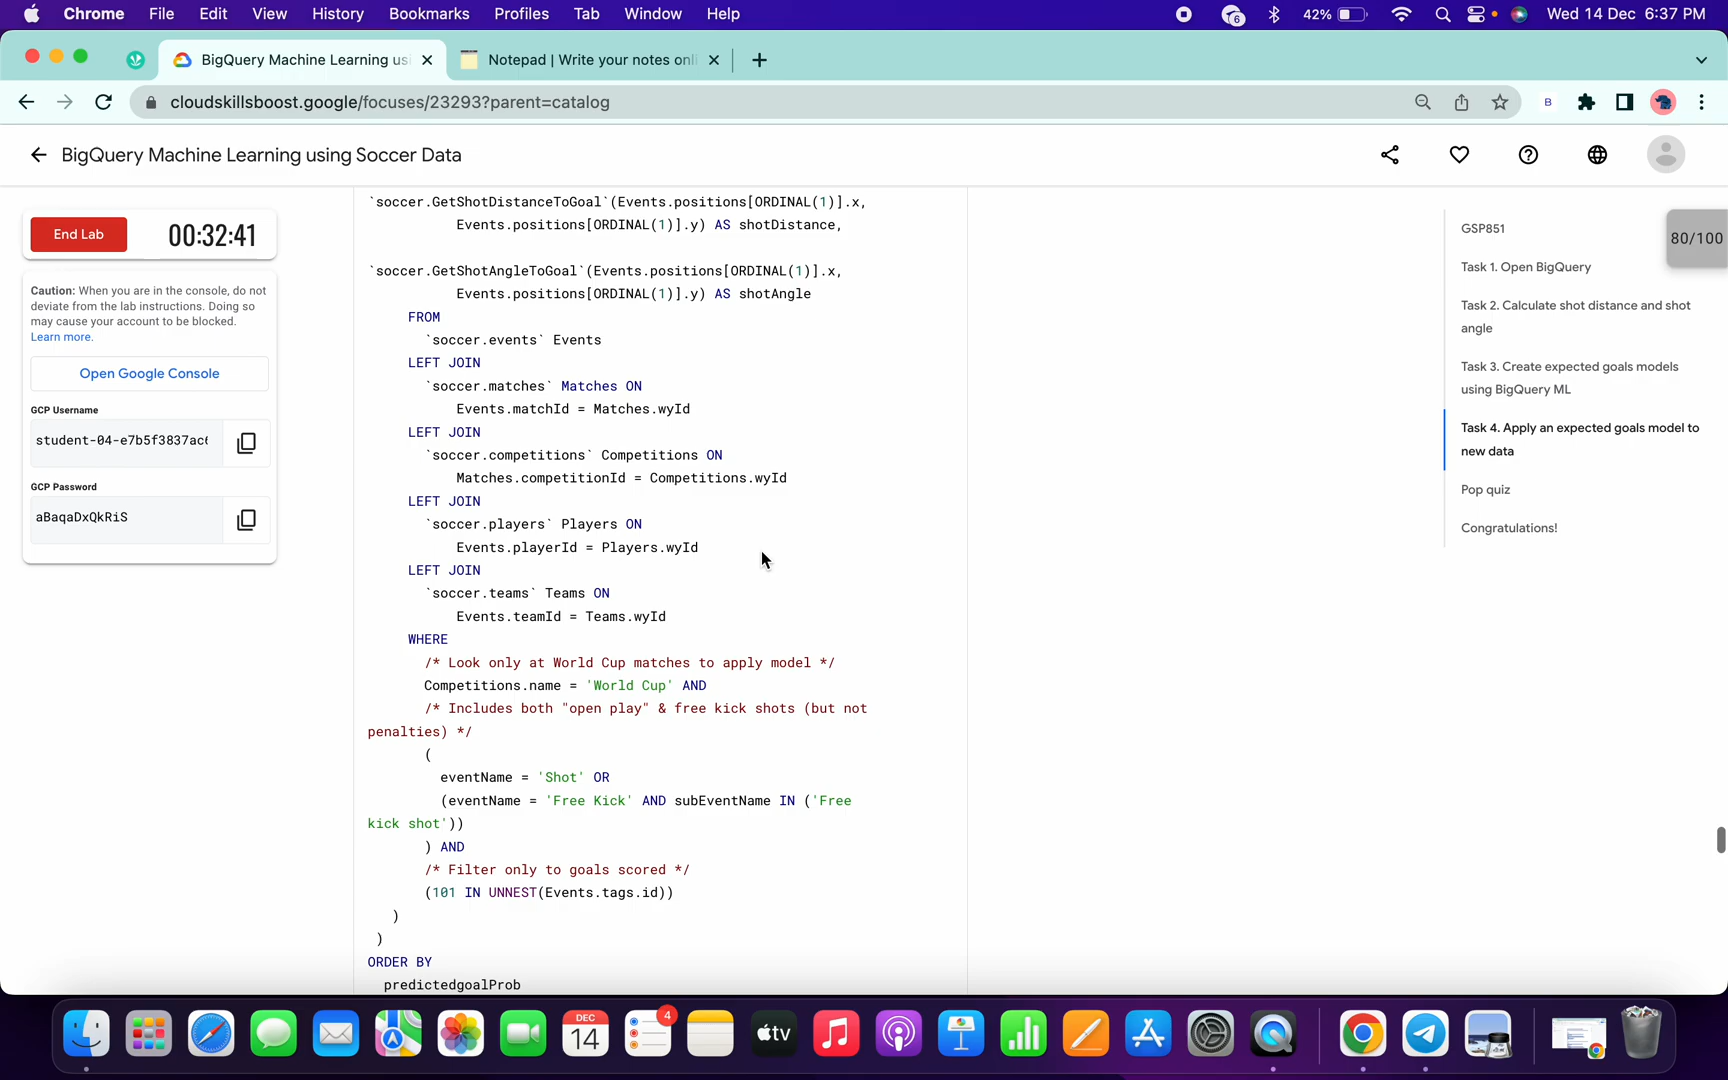 Chrome File Edit View History Bookmarks Profiles Tab Window Help 6 42% Wed 14 Dec 6:37 PM
BigQuery Machine Learning usi Notepad | Write your notes onl
cloudskillsboost.google/focuses/23293?parent=catalog B
BigQuery Machine Learning using Soccer Data
End Lab 00:32:41
Caution: When you are in the console, do not
deviate from the lab instructions. Doing so
may cause your account to be blocked.
Learn more.
Open Google Console
GCP Username
student-04-e7b5f3837ac
GCP Password
aBaqaDxQkRiS
`soccer.GetShotDistanceToGoal`(Events.positions[ORDINAL(1)].x,
Events.positions[ORDINAL(1)].y) AS shotDistance,
`soccer.GetShotAngleToGoal`(Events.positions[ORDINAL(1)].x,
Events.positions[ORDINAL(1)].y) AS shotAngle
FROM
`soccer.events` Events
LEFT JOIN
`soccer.matches` Matches ON
Events.matchId = Matches.wyId
LEFT JOIN
`soccer.competitions` Competitions ON
Matches.competitionId = Competitions.wyId
LEFT JOIN
`soccer.players` Players ON
Events.playerId = Players.wyId
LEFT JOIN
`soccer.teams` Teams ON
Events.teamId = Teams.wyId
WHERE
/* Look only at World Cup matches to apply model */
Competitions.name = 'World Cup' AND
/* Includes both "open play" & free kick shots (but not
penalties) */
(
eventName = 'Shot' OR
(eventName = 'Free Kick' AND subEventName IN ('Free
kick shot'))
) AND
/* Filter only to goals scored */
(101 IN UNNEST(Events.tags.id))
)
)
ORDER BY
predictedgoalProb
GSP851
80/100
Task 1. Open BigQuery
Task 2. Calculate shot distance and shot
angle
Task 3. Create expected goals models
using BigQuery ML
Task 4. Apply an expected goals model to
new data
Pop quiz
Congratulations!
DEC
14
4
tv